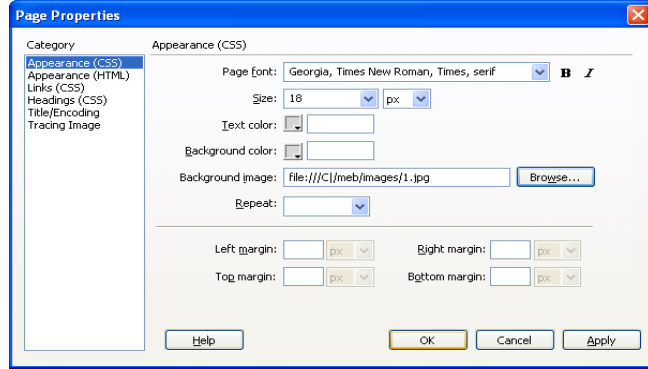 Page Properties
Category
Appearance (CSS)
Appearance (HTML)
Links (CSS)
Headings (CSS)
Title/Encoding
Tracing Image
Appearance (CSS)
Page font: Georgia, Times New Roman, Times, serif B I
Size: 18 px
Text color:
Background color:
Background image: file:///C|/meb/images/1.jpg Browse...
Repeat:
Left margin: px Right margin: px
Top margin: px Bottom margin: px
Help OK Cancel Apply